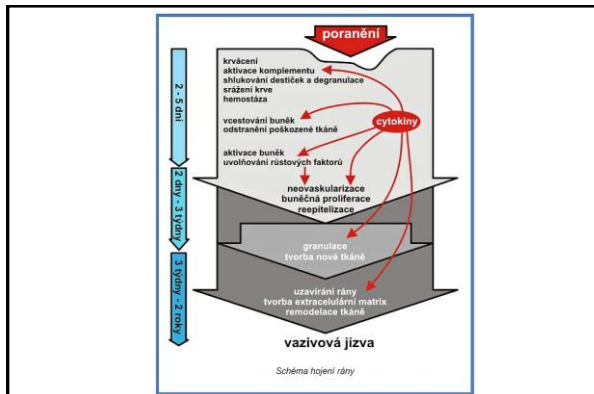 poranění
krvácení
aktivace komplementu
shlukování destiček a degranulace
srážení krve
hemostáza
2 - 5 dní
cytokiny
vcestování buněk
odstranění poškozené tkáně
aktivace buněk
uvolňování růstových faktorů
2 dny - 3 týdny
neovaskularizace
buněčná proliferace
reepitelizace
granulace
tvorba nové tkáně
3 týdny - 2 roky
uzavírání rány
tvorba extracelulární matrix
remodelace tkáně
vazivová jizva
Schéma hojení rány